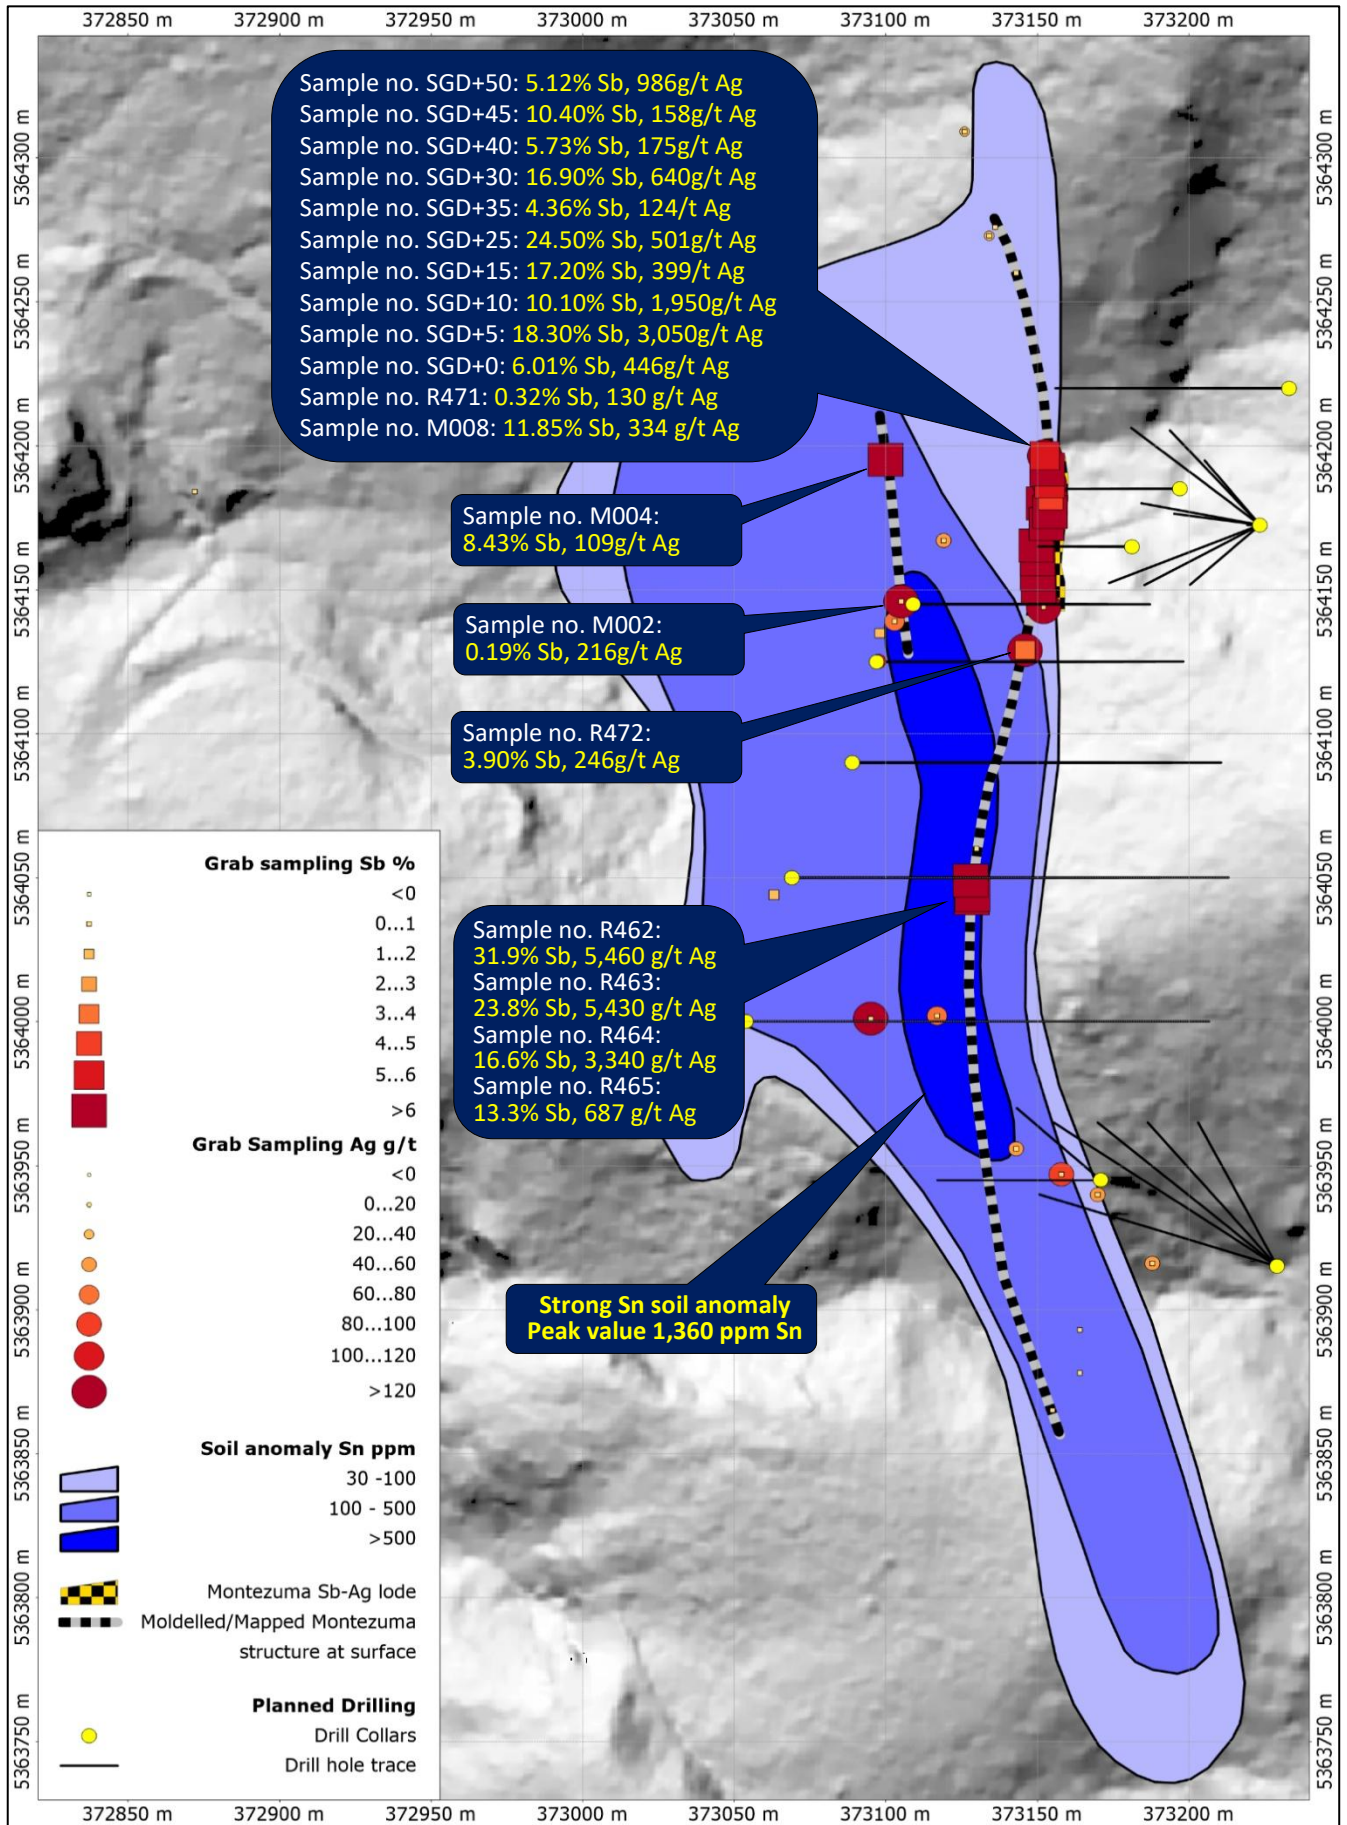 372850 m 372900 m 372950 m 373000 m 373050 m 373100 m 373150 m 373200 m
5364300 m
5364250 m
5364200 m
5364150 m
5364100 m
5364050 m
5364000 m
5363950 m
5363900 m
5363850 m
5363800 m
5363750 m
Sample no. SGD+50: 5.12% Sb, 986g/t Ag
Sample no. SGD+45: 10.40% Sb, 158g/t Ag
Sample no. SGD+40: 5.73% Sb, 175g/t Ag
Sample no. SGD+30: 16.90% Sb, 640g/t Ag
Sample no. SGD+35: 4.36% Sb, 124/t Ag
Sample no. SGD+25: 24.50% Sb, 501g/t Ag
Sample no. SGD+15: 17.20% Sb, 399/t Ag
Sample no. SGD+10: 10.10% Sb, 1,950g/t Ag
Sample no. SGD+5: 18.30% Sb, 3,050g/t Ag
Sample no. SGD+0: 6.01% Sb, 446g/t Ag
Sample no. R471: 0.32% Sb, 130 g/t Ag
Sample no. M008: 11.85% Sb, 334 g/t Ag
Sample no. M004:
8.43% Sb, 109g/t Ag
Sample no. M002:
0.19% Sb, 216g/t Ag
Sample no. R472:
3.90% Sb, 246g/t Ag
Sample no. R462:
31.9% Sb, 5,460 g/t Ag
Sample no. R463:
23.8% Sb, 5,430 g/t Ag
Sample no. R464:
16.6% Sb, 3,340 g/t Ag
Sample no. R465:
13.3% Sb, 687 g/t Ag
Strong Sn soil anomaly
Peak value 1,360 ppm Sn
Grab sampling Sb %
<0
0...1
1...2
2...3
3...4
4...5
5...6
>6
Grab Sampling Ag g/t
<0
0...20
20...40
40...60
60...80
80...100
100...120
>120
Soil anomaly Sn ppm
30 -100
100 - 500
>500
Montezuma Sb-Ag lode
Moldelled/Mapped Montezuma
structure at surface
Planned Drilling
Drill Collars
Drill hole trace
5364300 m
5364250 m
5364200 m
5364150 m
5364100 m
5364050 m
5364000 m
5363950 m
5363900 m
5363850 m
5363800 m
5363750 m
372850 m 372900 m 372950 m 373000 m 373050 m 373100 m 373150 m 373200 m